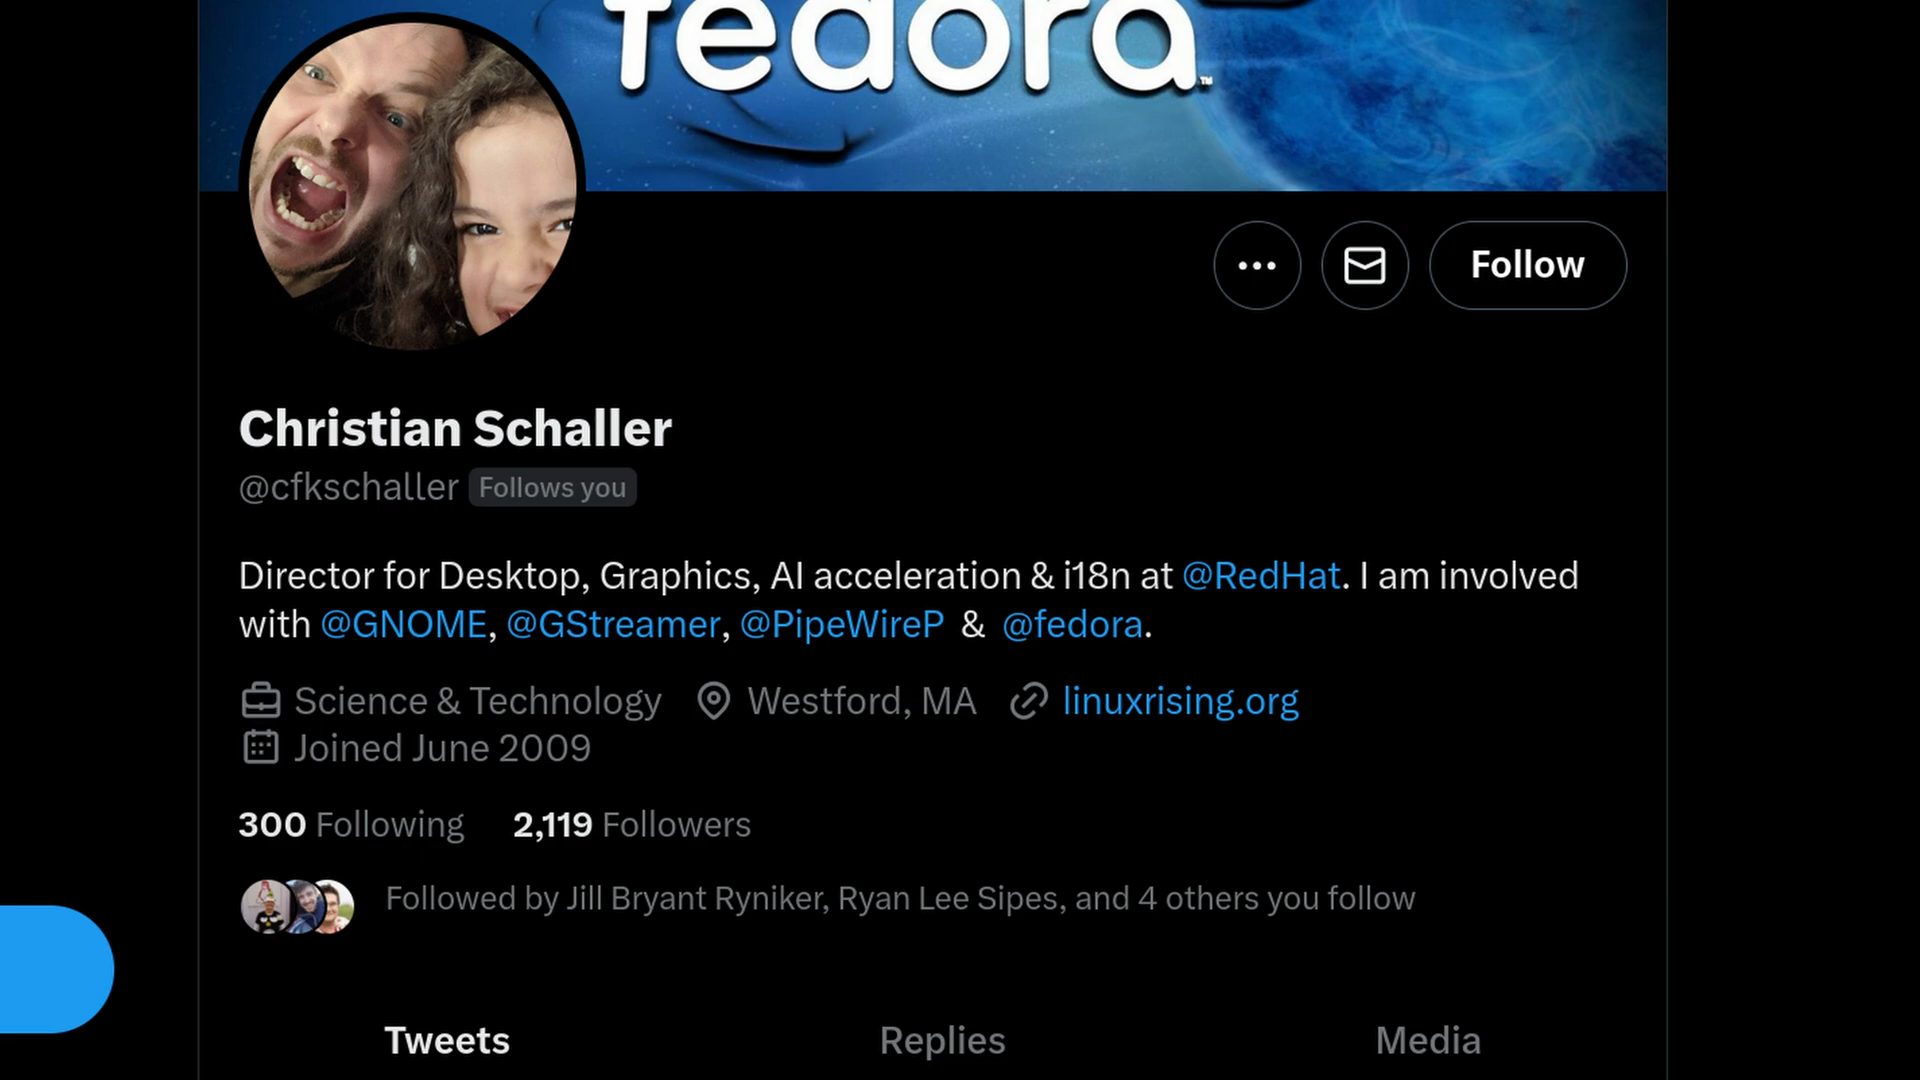 fedora™
Follow
Christian Schaller
@cfkschaller Follows you
Director for Desktop, Graphics, AI acceleration & i18n at @RedHat. I am involved
with @GNOME, @GStreamer, @PipeWireP & @fedora.
Science & Technology Westford, MA linuxrising.org
Joined June 2009
300 Following 2,119 Followers
Followed by Jill Bryant Ryniker, Ryan Lee Sipes, and 4 others you follow
Tweets Replies Media